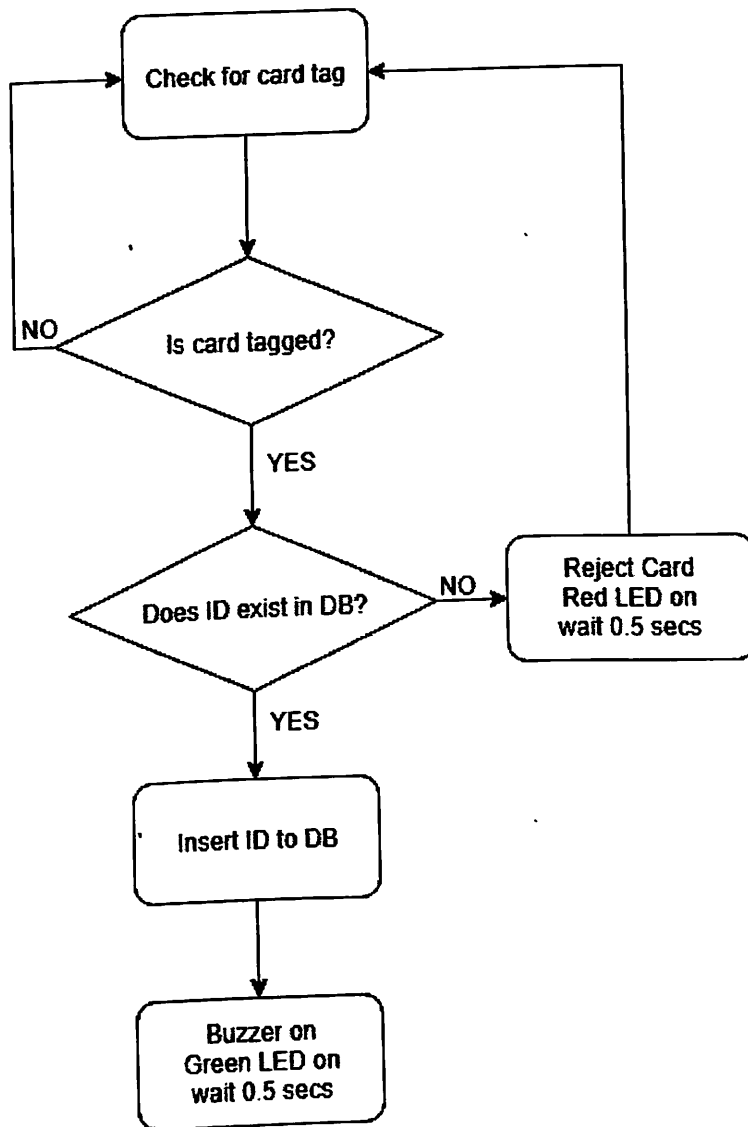 Check for card tag
Is card tagged?
NO
YES
Does ID exist in DB?
NO
Reject Card
Red LED on
wait 0.5 secs
YES
Insert ID to DB
Buzzer on
Green LED on
wait 0.5 secs